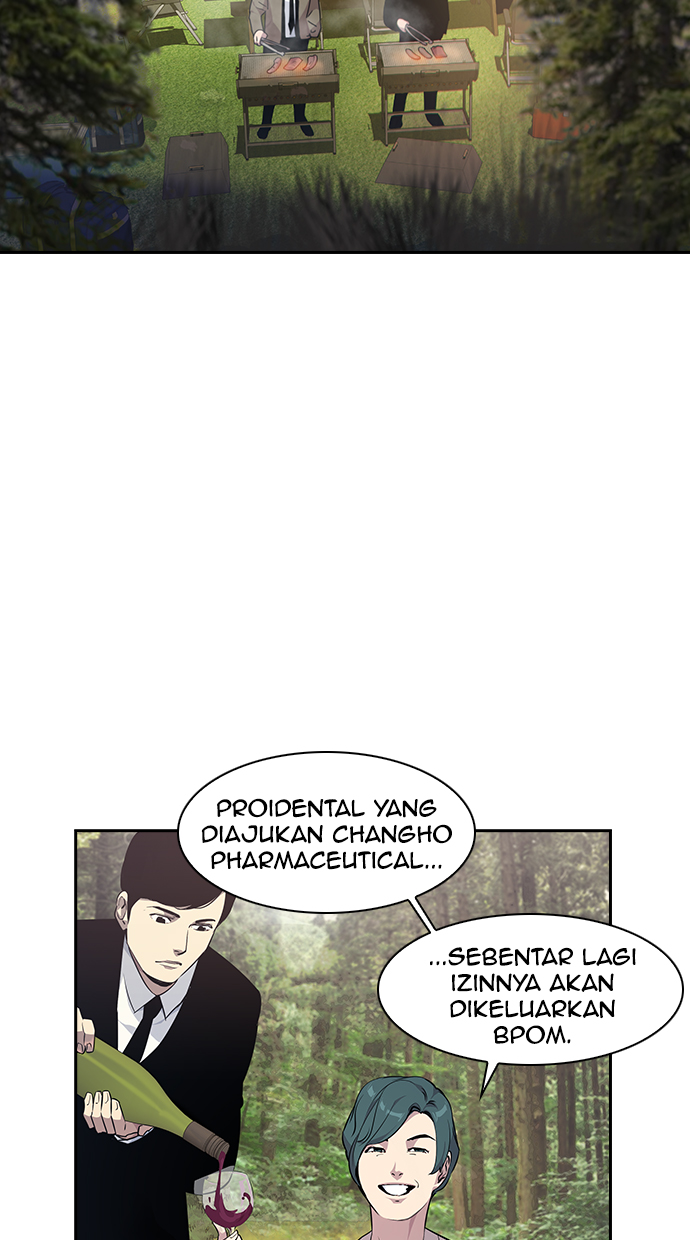 PROIDENTAL YANG
DIAJUKAN CHANGHO
PHARMACEUTICAL...
...SEBENTAR LAGI
IZINNYA AKAN
DIKELUARKAN
BPOM.